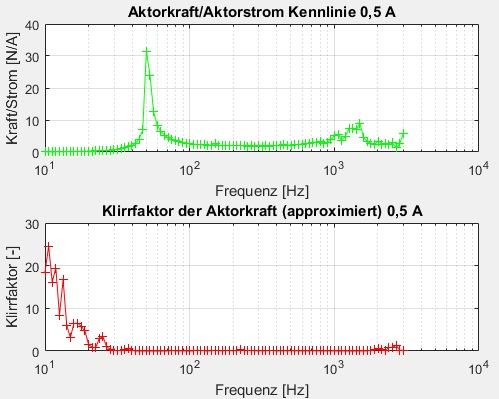 Aktorkraft/Aktorstrom Kennlinie 0,5 A
Kraft/Strom [N/A]
40
30
20
10
0
10^1 10^2 10^3 10^4
Frequenz [Hz]
Klirrfaktor der Aktorkraft (approximiert) 0,5 A
Klirrfaktor [-]
30
20
10
0
10^1 10^2 10^3 10^4
Frequenz [Hz]